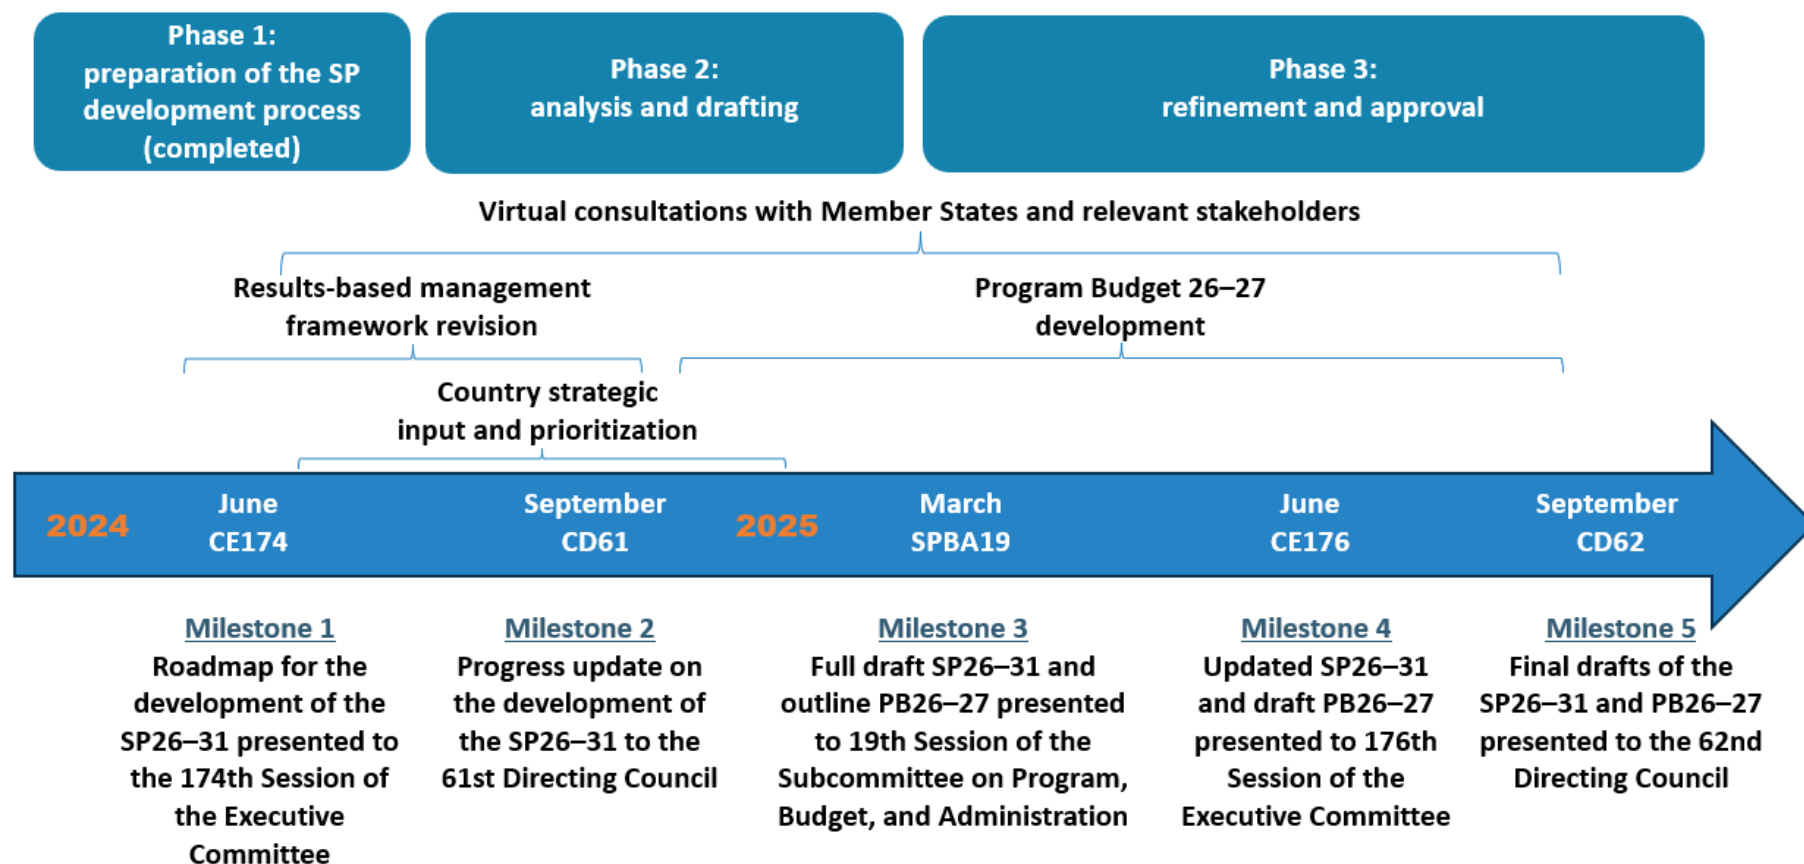 Phase 1:
preparation of the SP
development process
(completed)
Phase 2:
analysis and drafting
Phase 3:
refinement and approval
Virtual consultations with Member States and relevant stakeholders
Results-based management
framework revision
Program Budget 26–27
development
Country strategic
input and prioritization
2024
June
CE174
September
CD61
2025
March
SPBA19
June
CE176
September
CD62
Milestone 1
Roadmap for the
development of the
SP26–31 presented to
the 174th Session of
the Executive
Committee
Milestone 2
Progress update on
the development of
the SP26–31 to the
61st Directing Council
Milestone 3
Full draft SP26–31 and
outline PB26–27 presented
to 19th Session of the
Subcommittee on Program,
Budget, and Administration
Milestone 4
Updated SP26–31
and draft PB26–27
presented to 176th
Session of the
Executive Committee
Milestone 5
Final drafts of the
SP26–31 and PB26–27
presented to the 62nd
Directing Council